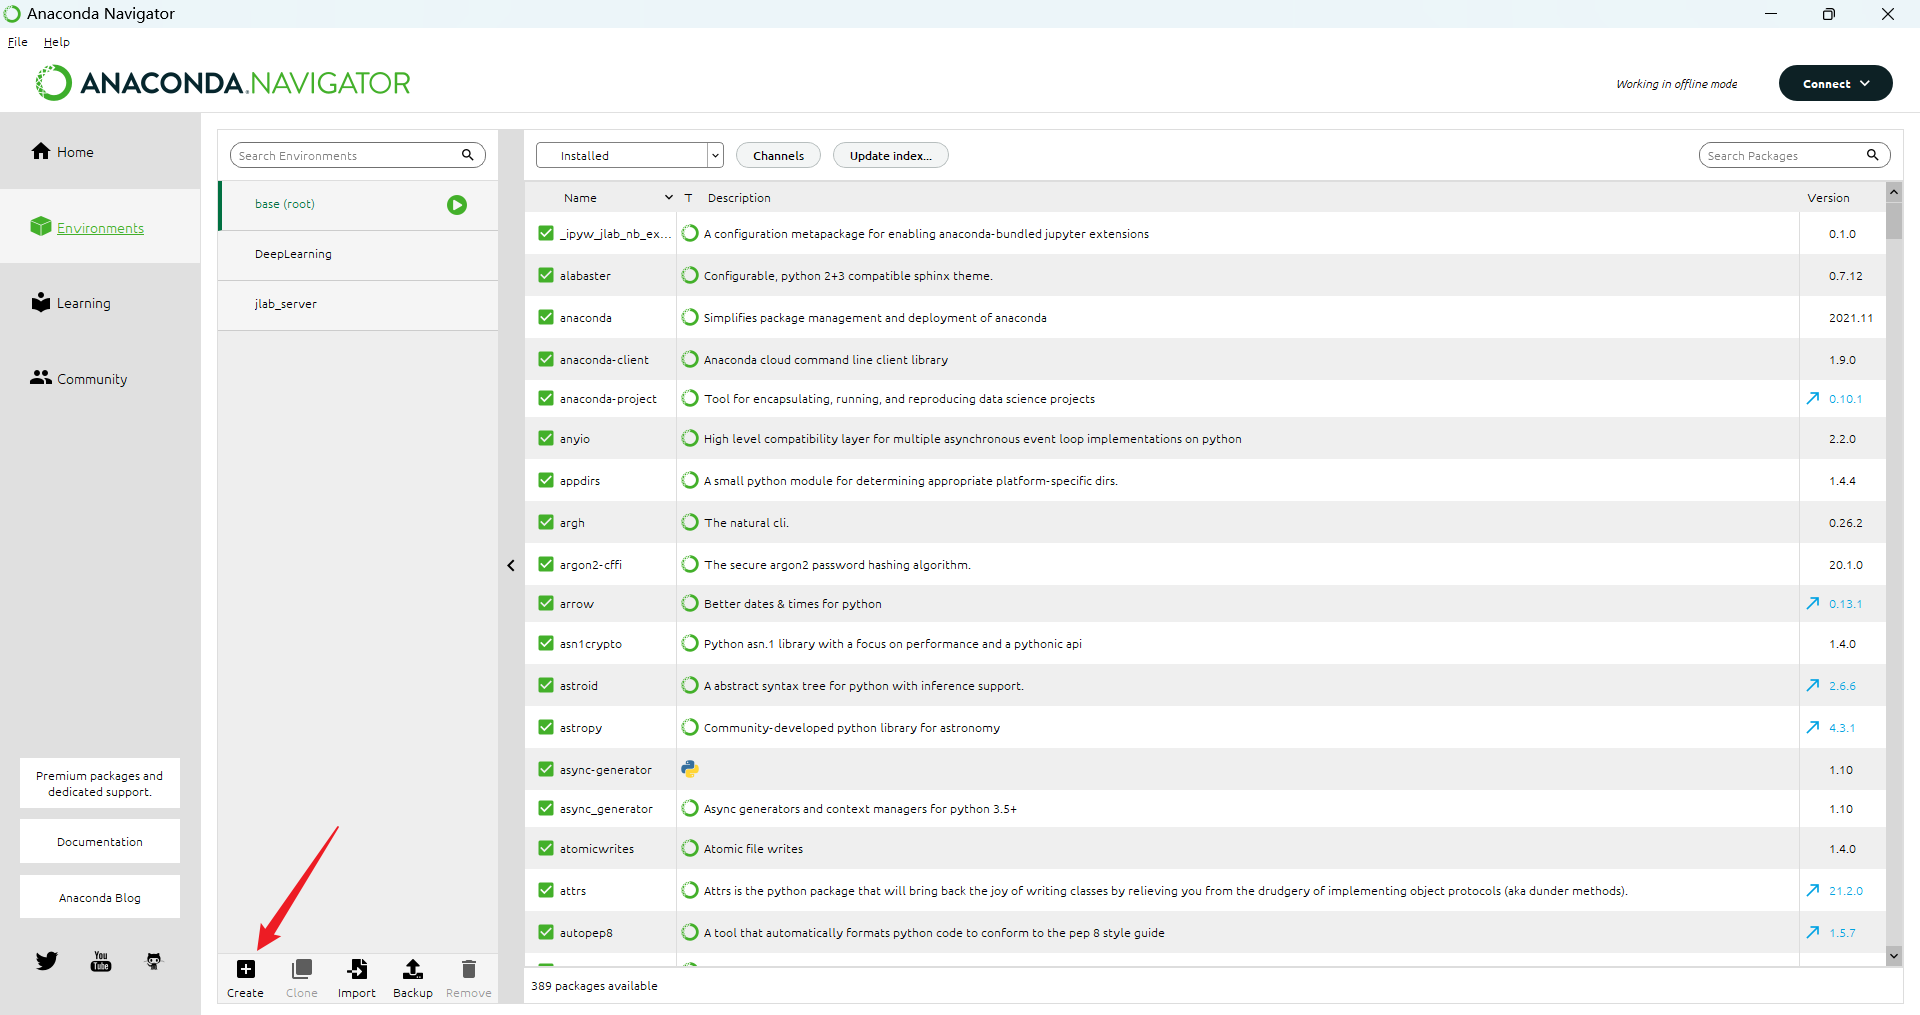 Anaconda Navigator
File Help
ANACONDA.NAVIGATOR
Working in offline mode
Connect
Home
Environments
Learning
Community
Premium packages and
dedicated support.
Documentation
Anaconda Blog
You
Tube
Search Environments
base (root)
DeepLearning
jlab_server
Create Clone Import Backup Remove
Installed Channels Update index... Search Packages
Name T Description Version
_ipyw_jlab_nb_ex... A configuration metapackage for enabling anaconda-bundled jupyter extensions 0.1.0
alabaster Configurable, python 2+3 compatible sphinx theme. 0.7.12
anaconda Simplifies package management and deployment of anaconda 2021.11
anaconda-client Anaconda cloud command line client library 1.9.0
anaconda-project Tool for encapsulating, running, and reproducing data science projects 0.10.1
anyio High level compatibility layer for multiple asynchronous event loop implementations on python 2.2.0
appdirs A small python module for determining appropriate platform-specific dirs. 1.4.4
argh The natural cli. 0.26.2
argon2-cffi The secure argon2 password hashing algorithm. 20.1.0
arrow Better dates & times for python 0.13.1
asn1crypto Python asn.1 library with a focus on performance and a pythonic api 1.4.0
astroid A abstract syntax tree for python with inference support. 2.6.6
astropy Community-developed python library for astronomy 4.3.1
async-generator 1.10
async_generator Async generators and context managers for python 3.5+ 1.10
atomicwrites Atomic file writes 1.4.0
attrs Attrs is the python package that will bring back the joy of writing classes by relieving you from the drudgery of implementing object protocols (aka dunder methods). 21.2.0
autopep8 A tool that automatically formats python code to conform to the pep 8 style guide 1.5.7
389 packages available